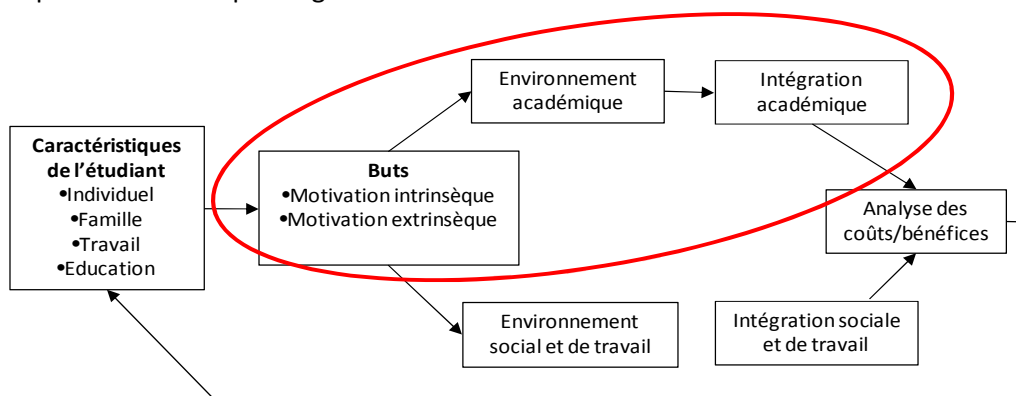 Environnement
académique
Intégration
académique
Caractéristiques
de l'étudiant
•Individuel
•Famille
•Travail
•Education
Buts
•Motivation intrinsèque
•Motivation extrinsèque
Analyse des
coûts/bénéfices
Environnement
social et de travail
Intégration sociale
et de travail